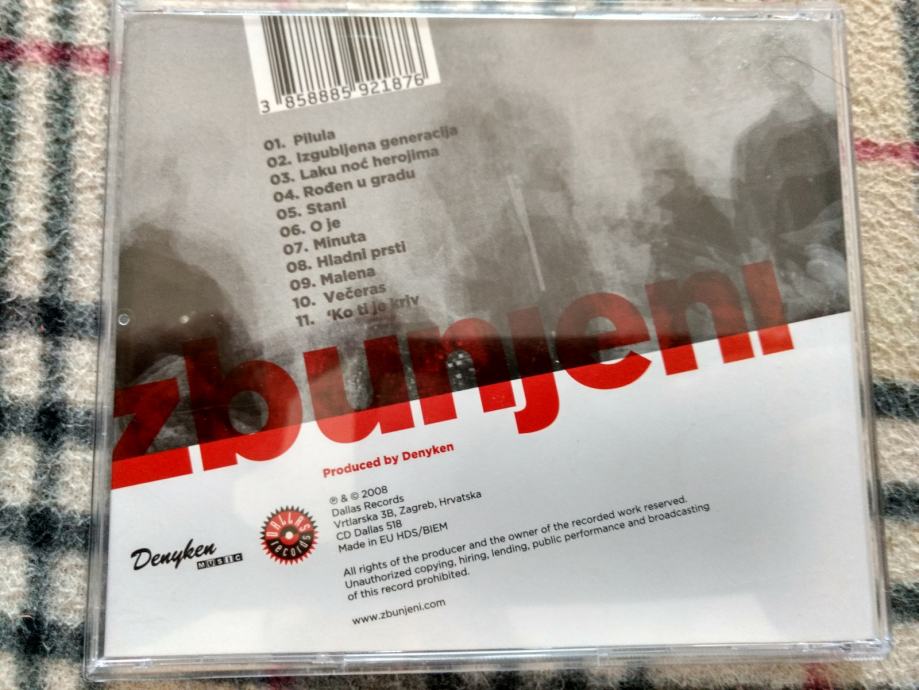 3 858885 921876
01. Pilula
02. Izgubljena generacija
03. Laku noć herojima
04. Rođen u gradu
05. Stani
06. O je
07. Minuta
08. Hladni prsti
09. Malena
10. Večeras
11. 'Ko ti je kriv
zbunjeni
Produced by Denyken
℗ & © 2008
Dallas Records
Vrtlarska 3B, Zagreb, Hrvatska
CD Dallas 518
Made in EU HDS/BIEM
Denyken
MUSIC
DALLAS
records
All rights of the producer and the owner of the recorded work reserved.
Unauthorized copying, hiring, lending, public performance and broadcasting
of this record prohibited.
www.zbunjeni.com